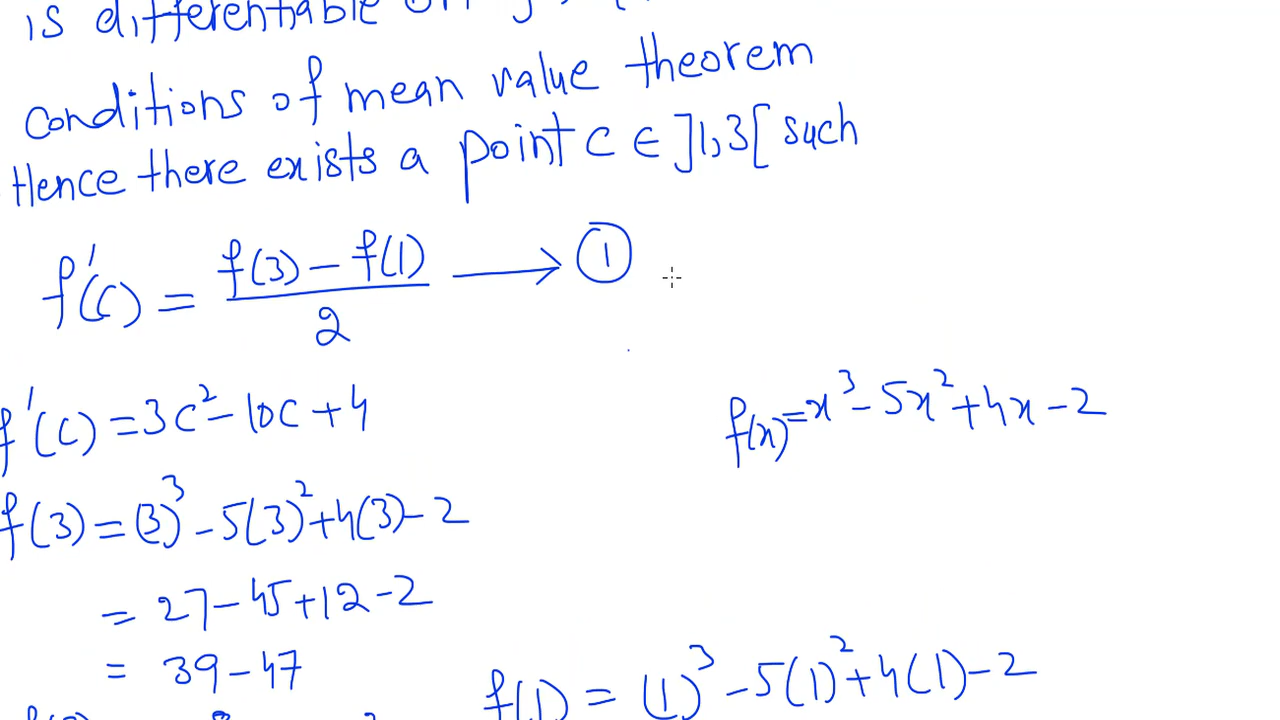 is differentiable on
conditions of mean value theorem
Hence there exists a point c ∈ ]1,3[ such
f'(c) = f(3) - f(1) / 2 → ①
f'(c) = 3c² - 10c + 4
f(x) = x³ - 5x² + 4x - 2
f(3) = (3)³ - 5(3)² + 4(3) - 2
= 27 - 45 + 12 - 2
= 39 - 47
f(1) = (1)³ - 5(1)² + 4(1) - 2